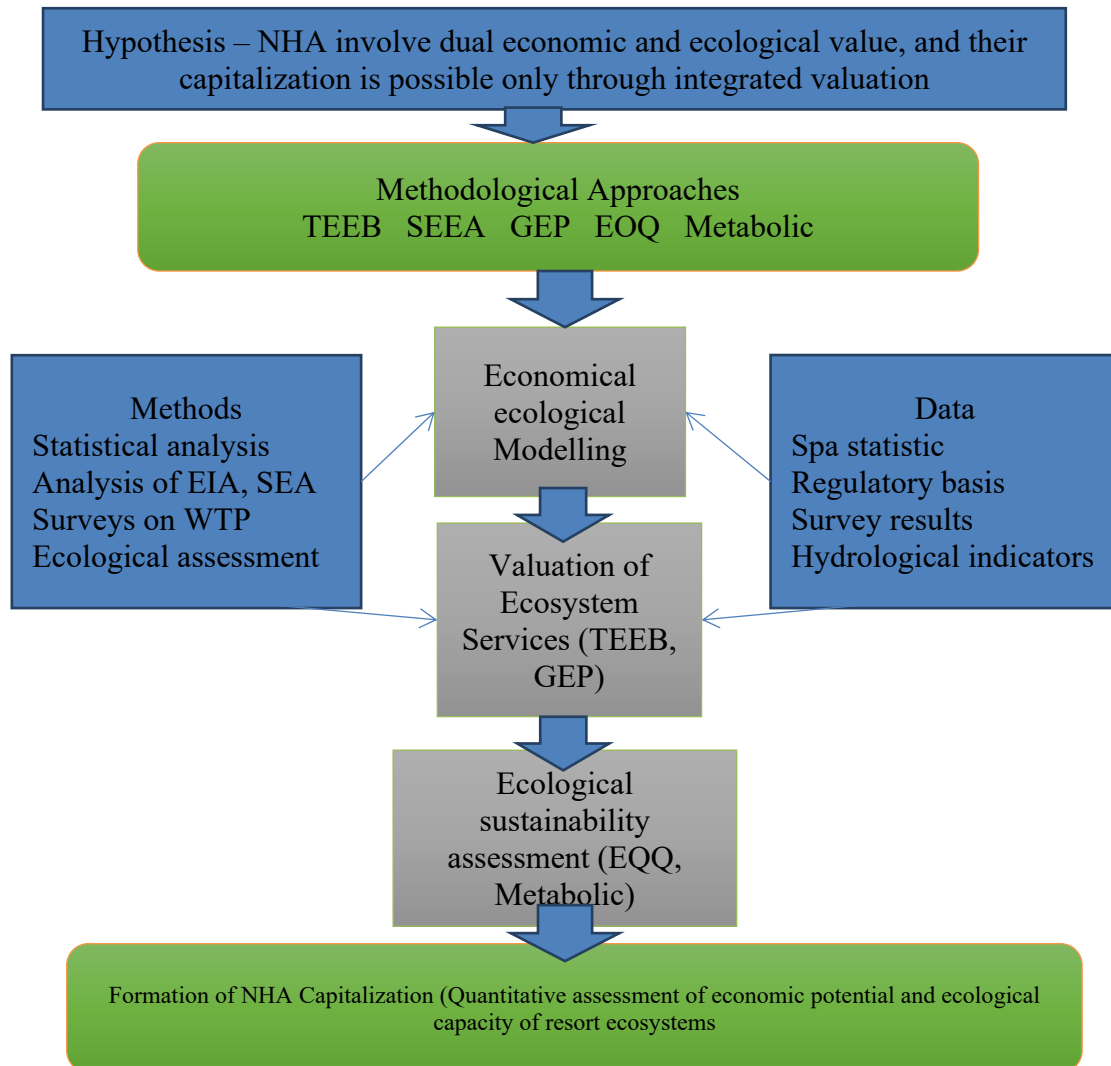 Hypothesis – NHA involve dual economic and ecological value, and their
capitalization is possible only through integrated valuation
Methodological Approaches
TEEB SEEA GEP EOQ Metabolic
Economical
ecological
Modelling
Methods
Statistical analysis
Analysis of EIA, SEA
Surveys on WTP
Ecological assessment
Data
Spa statistic
Regulatory basis
Survey results
Hydrological indicators
Valuation of
Ecosystem
Services (TEEB,
GEP)
Ecological
sustainability
assessment (EQQ,
Metabolic)
Formation of NHA Capitalization (Quantitative assessment of economic potential and ecological
capacity of resort ecosystems